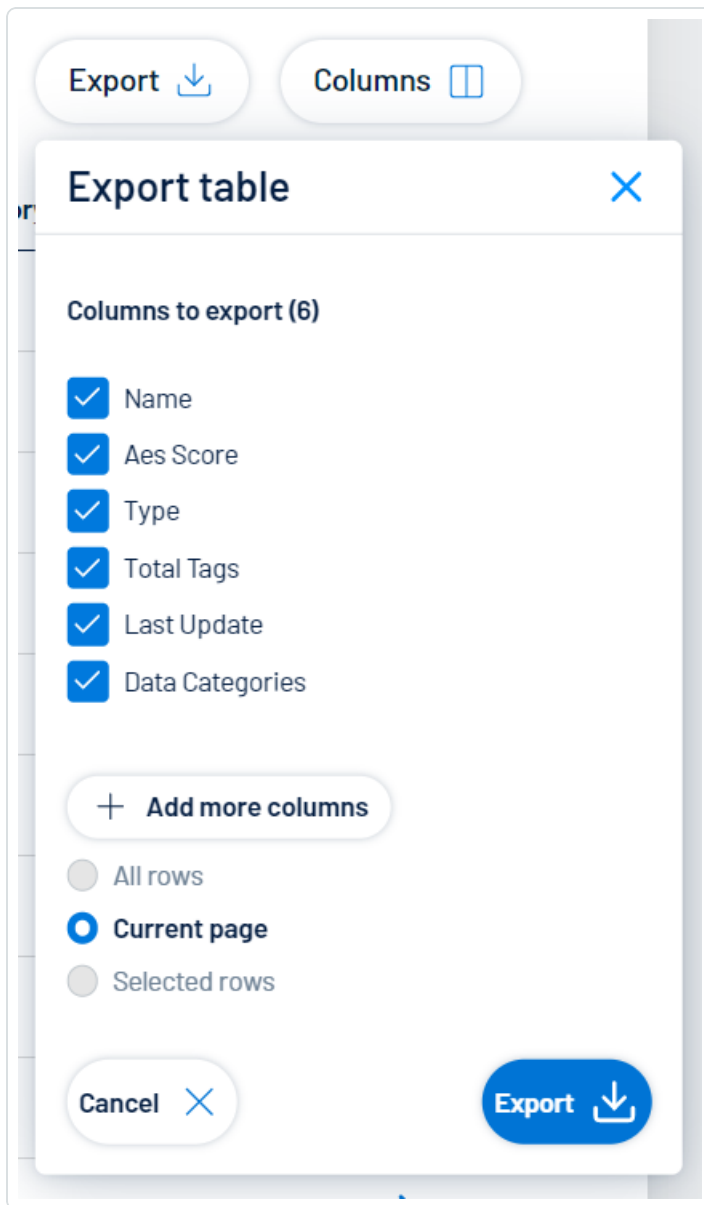 Export
Columns
Export table
Columns to export (6)
Name
Aes Score
Type
Total Tags
Last Update
Data Categories
Add more columns
All rows
Current page
Selected rows
Cancel
Export